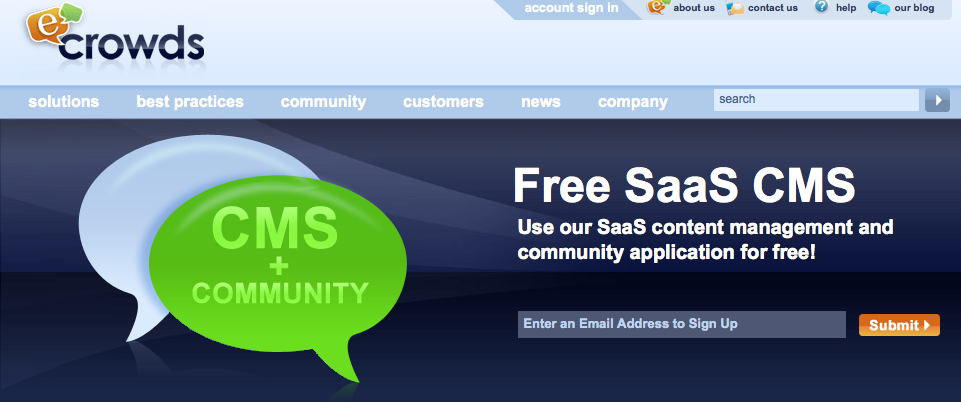 account sign in
about us
contact us
help
our blog
e
crowds
solutions
best practices
community
customers
news
company
search
CMS
+
COMMUNITY
Free SaaS CMS
Use our SaaS content management and
community application for free!
Enter an Email Address to Sign Up
Submit